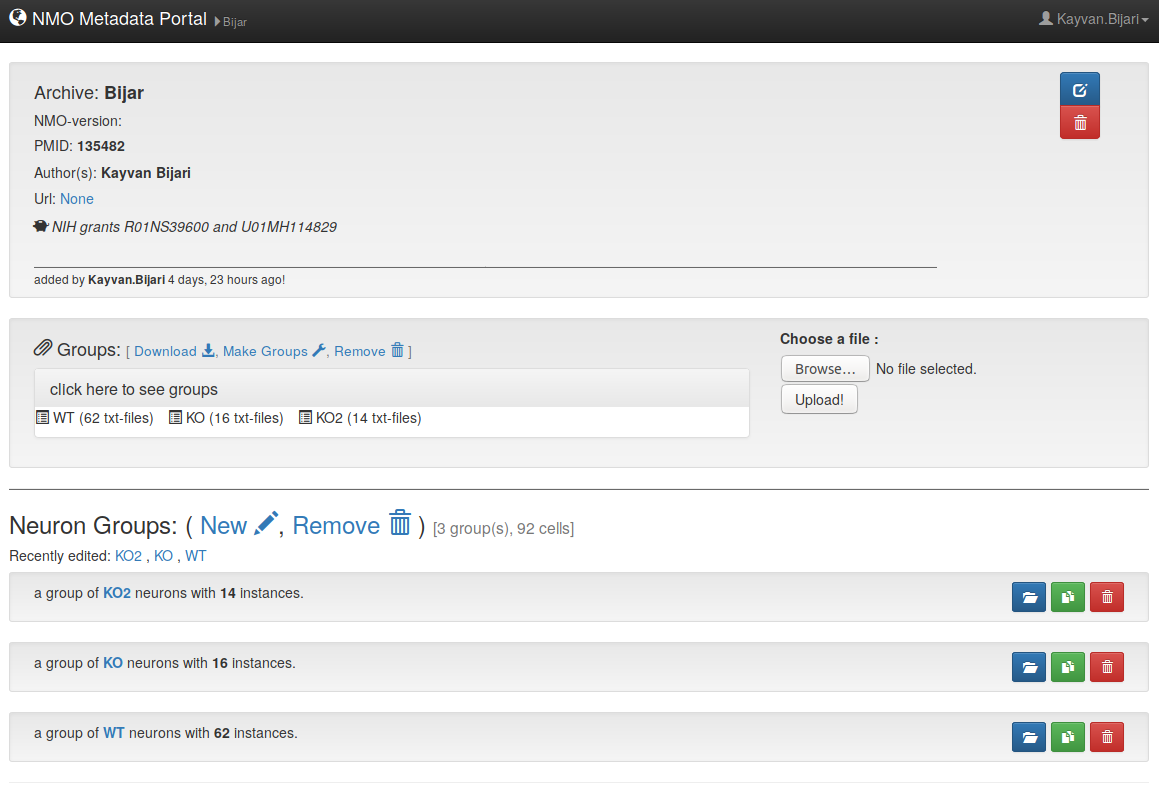 NMO Metadata Portal Bijar Kayvan.Bijari
Archive: Bijar
NMO-version:
PMID: 135482
Author(s): Kayvan Bijari
Url: None
NIH grants R01NS39600 and U01MH114829
added by Kayvan.Bijari 4 days, 23 hours ago!
Groups: [ Download , Make Groups , Remove ]
click here to see groups
WT (62 txt-files) KO (16 txt-files) KO2 (14 txt-files)
Choose a file :
Browse... No file selected.
Upload!
Neuron Groups: ( New , Remove ) [3 group(s), 92 cells]
Recently edited: KO2 , KO , WT
a group of KO2 neurons with 14 instances.
a group of KO neurons with 16 instances.
a group of WT neurons with 62 instances.